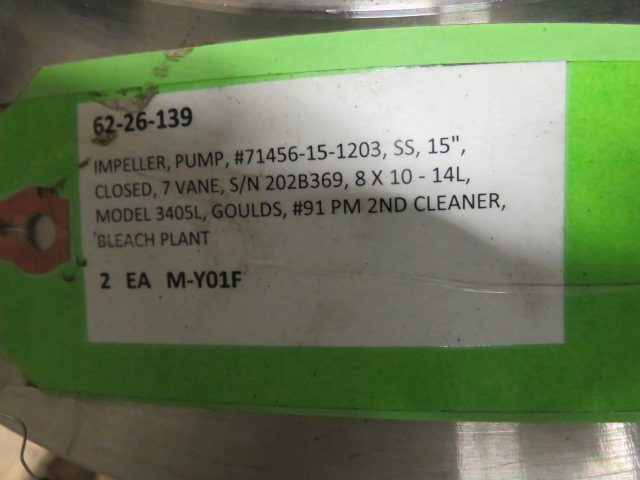 62-26-139
IMPELLER, PUMP, #71456-15-1203, SS, 15",
CLOSED, 7 VANE, S/N 202B369, 8 X 10 - 14L,
MODEL 3405L, GOULDS, #91 PM 2ND CLEANER,
BLEACH PLANT
2 EA M-Y01F